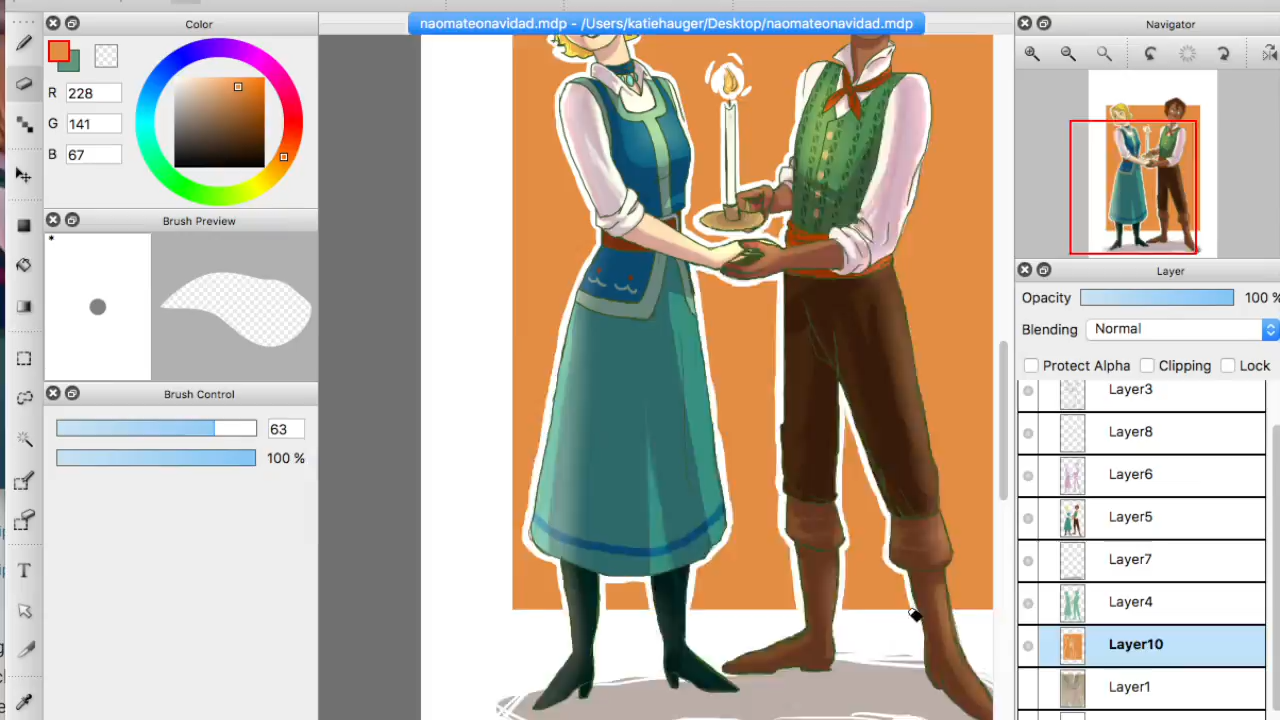 naomateonavidad.mdp - /Users/katiehauger/Desktop/naomateonavidad.mdp
Color
R 228
G 141
B 67
Brush Preview
*
Brush Control
63
100 %
T
Navigator
Layer
Opacity 100 %
Blending Normal
Protect Alpha Clipping Lock
Layer3
Layer8
Layer6
Layer5
Layer7
Layer4
Layer10
Layer1